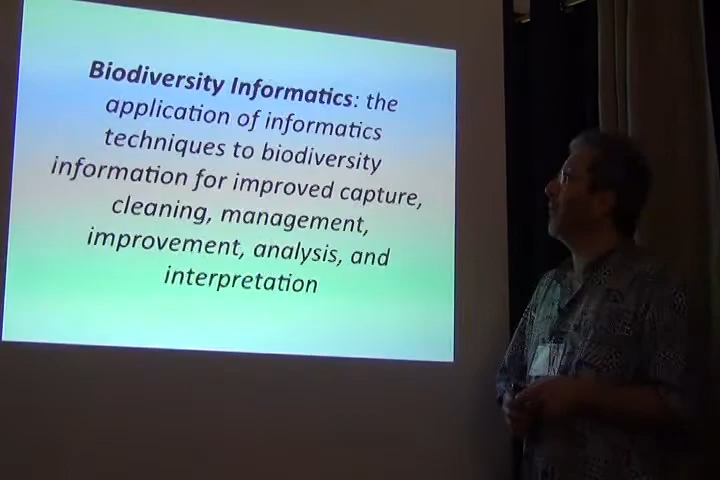 Biodiversity Informatics: the
application of informatics
techniques to biodiversity
information for improved capture,
cleaning, management,
improvement, analysis, and
interpretation